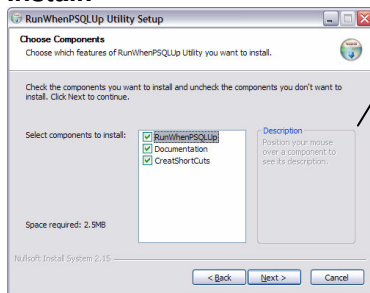 RunWhenPSQLUp Utility Setup
Choose Components
Choose which features of RunWhenPSQLUp Utility you want to install.
Check the components you want to install and uncheck the components you don't want to
install. Click Next to continue.
Select components to install:
RunWhenPSQLUp
Documentation
CreatShortCuts
Description
Position your mouse
over a component to
see its description.
Space required: 2.5MB
Nullsoft Install System 2.15
< Back
Next >
Cancel